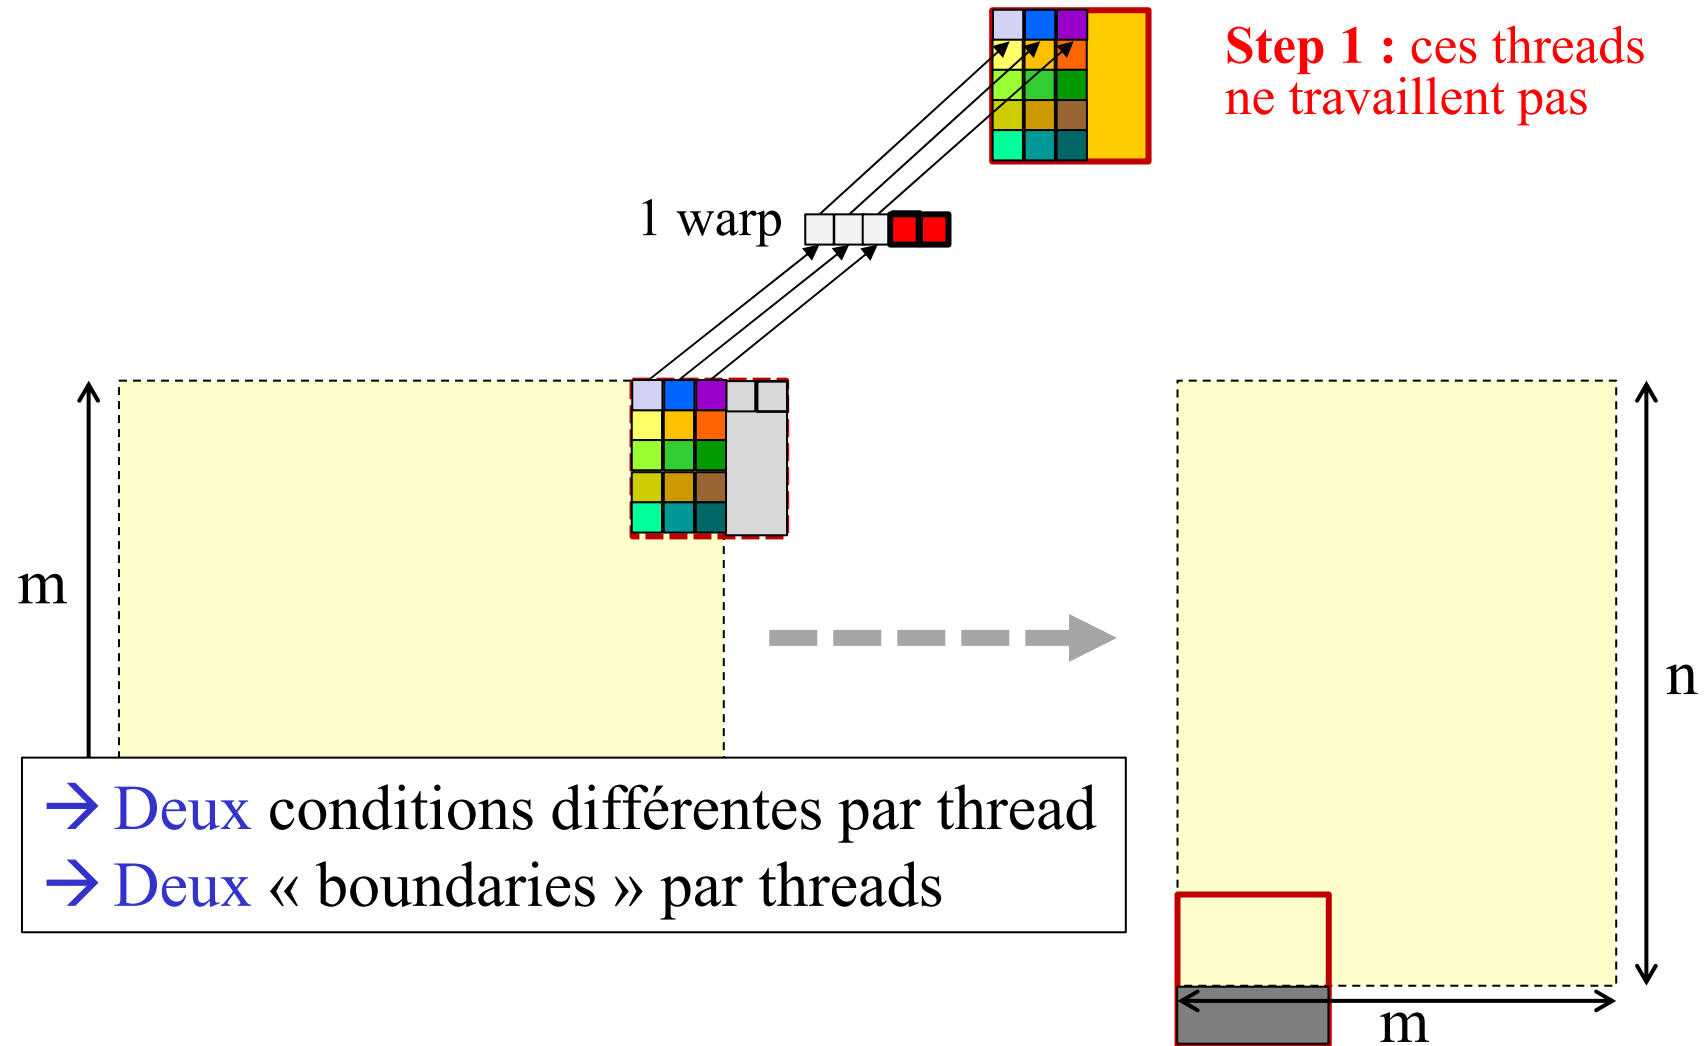 Step 1 : ces threads
ne travaillent pas
1 warp
m
n
→ Deux conditions différentes par thread
→ Deux « boundaries » par threads
m